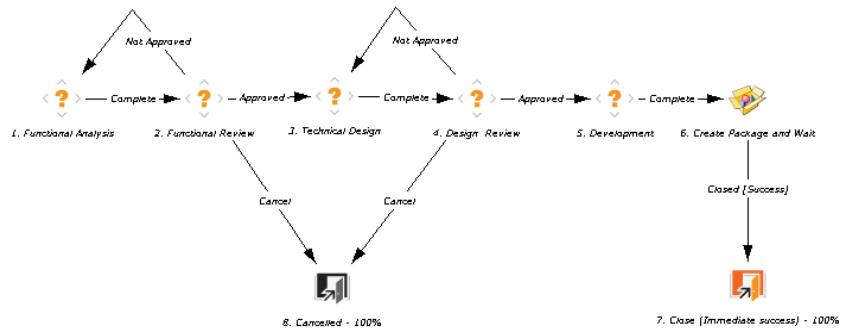 Not Approved
Not Approved
Complete
Approved
Complete
Approved
Complete
1. Functional Analysis
2. Functional Review
3. Technical Design
4. Design Review
5. Development
6. Create Package and Wait
Cancel
Cancel
Closed [Success]
8. Cancelled - 100%
7. Close (Immediate success) - 100%